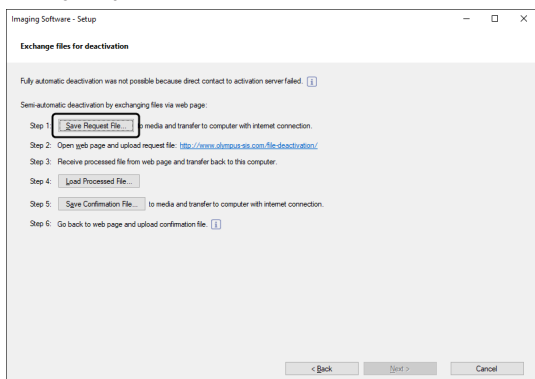 Imaging Software - Setup
Exchange files for deactivation
Fully automatic deactivation was not possible because direct contact to activation server failed. i
Semi-automatic deactivation by exchanging files via web page:
Step 1: Save Request File... to media and transfer to computer with internet connection.
Step 2: Open web page and upload request file: http://www.olympus-sis.com/file-deactivation/
Step 3: Receive processed file from web page and transfer back to this computer.
Step 4: Load Processed File...
Step 5: Save Confirmation File... to media and transfer to computer with internet connection.
Step 6: Go back to web page and upload confirmation file. i
< Back Next > Cancel